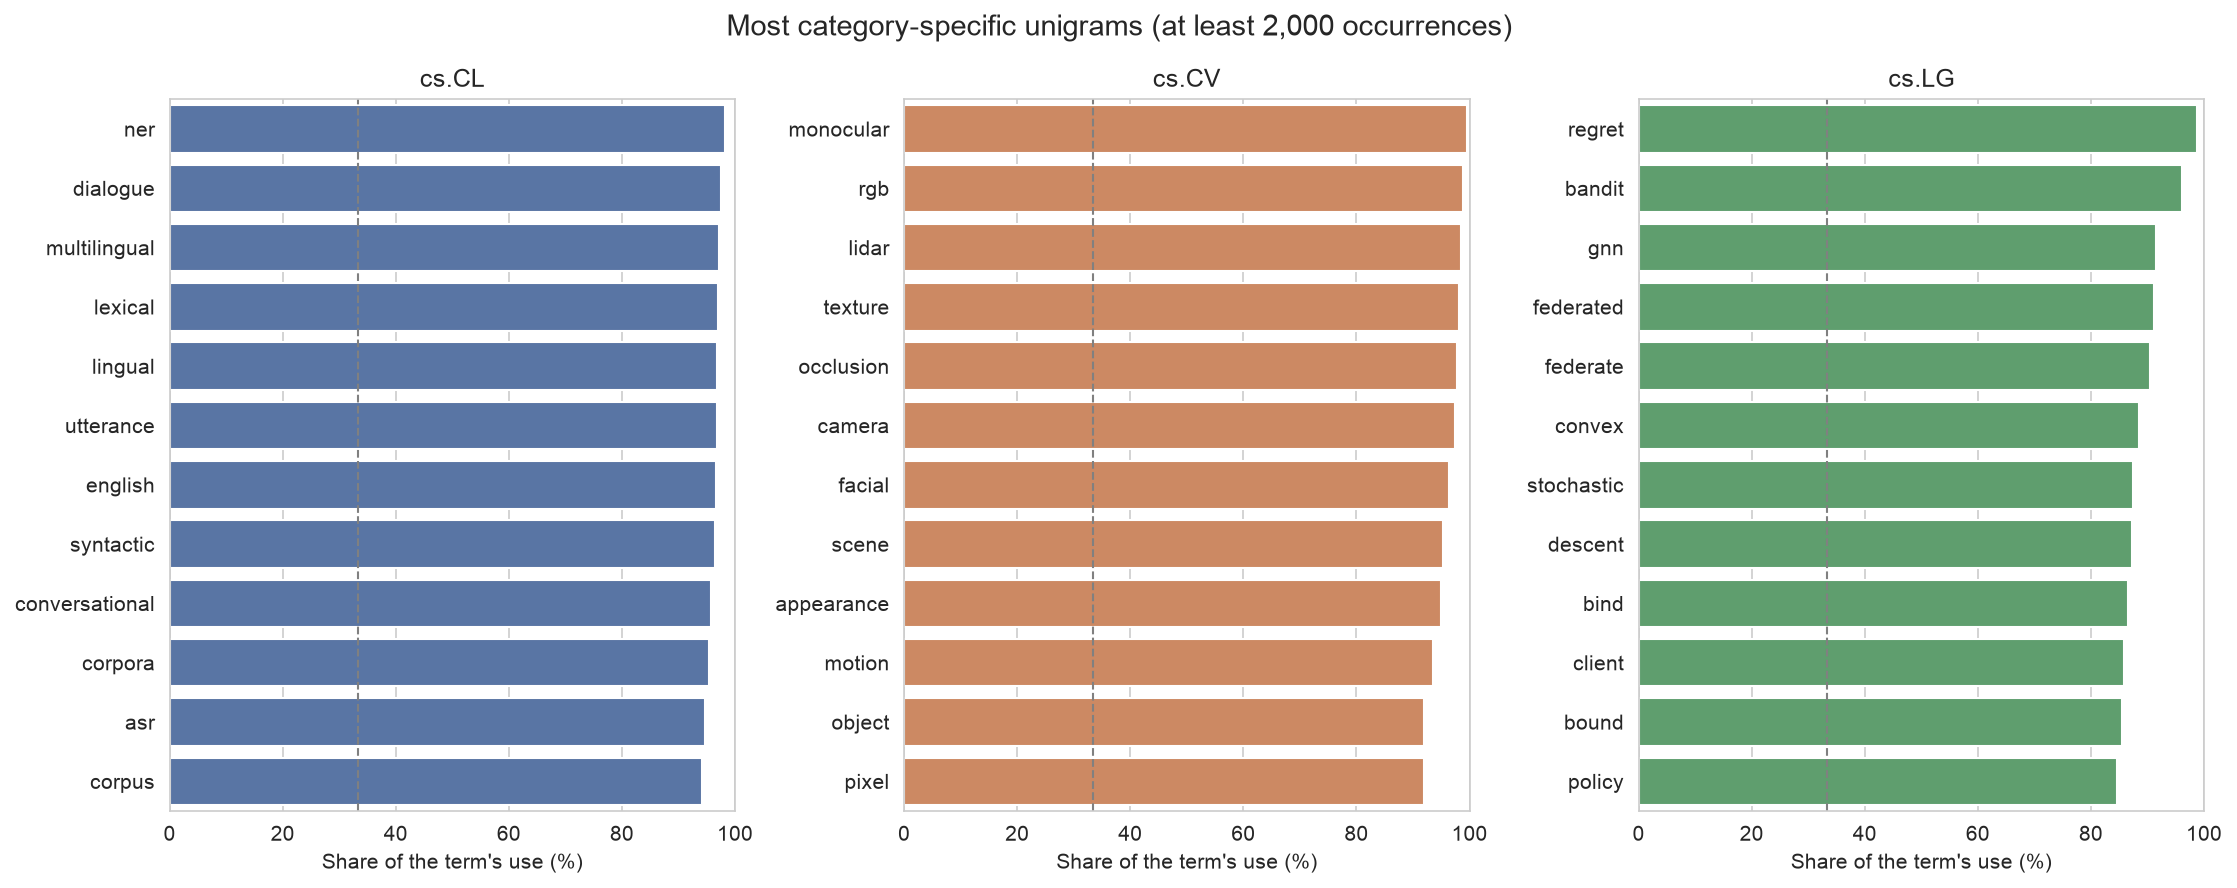 Most category-specific unigrams (at least 2,000 occurrences)
cs.CL
ner
dialogue
multilingual
lexical
lingual
utterance
english
syntactic
conversational
corpora
asr
corpus
0 20 40 60 80 100
Share of the term's use (%)
cs.CV
monocular
rgb
lidar
texture
occlusion
camera
facial
scene
appearance
motion
object
pixel
0 20 40 60 80 100
Share of the term's use (%)
cs.LG
regret
bandit
gnn
federated
federate
convex
stochastic
descent
bind
client
bound
policy
0 20 40 60 80 100
Share of the term's use (%)